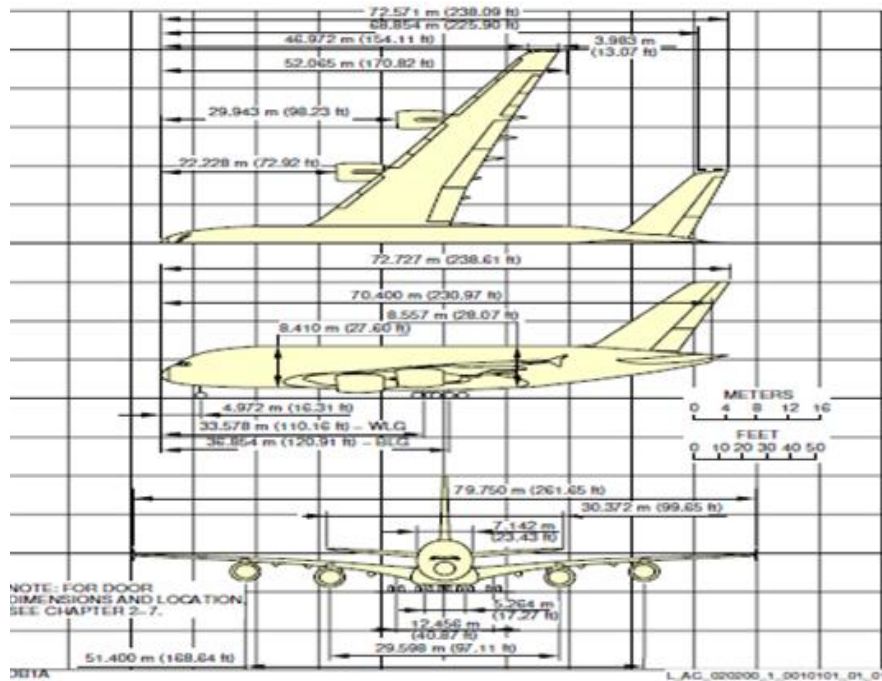 72.571 m (238.09 ft)
68.854 m (225.90 ft)
46.972 m (154.11 ft)
3.983 m
(13.07 ft)
52.065 m (170.82 ft)
29.943 m (98.23 ft)
22.228 m (72.92 ft)
72.727 m (238.61 ft)
70.400 m (230.97 ft)
8.557 m (28.07 ft)
8.410 m (27.60 ft)
METERS
0 4 8 12 16
4.972 m (16.31 ft)
33.578 m (110.16 ft) – WLG
FEET
36.854 m (120.91 ft) – BLG
0 10 20 30 40 50
79.750 m (261.65 ft)
30.372 m (99.65 ft)
7.142 m
(23.43 ft)
NOTE: FOR DOOR
DIMENSIONS AND LOCATION,
SEE CHAPTER 2-7.
5.264 m
(17.27 ft)
12.456 m
(40.87 ft)
51.400 m (168.64 ft)
29.598 m (97.11 ft)
L_AC_020200_1_0010101_01_0